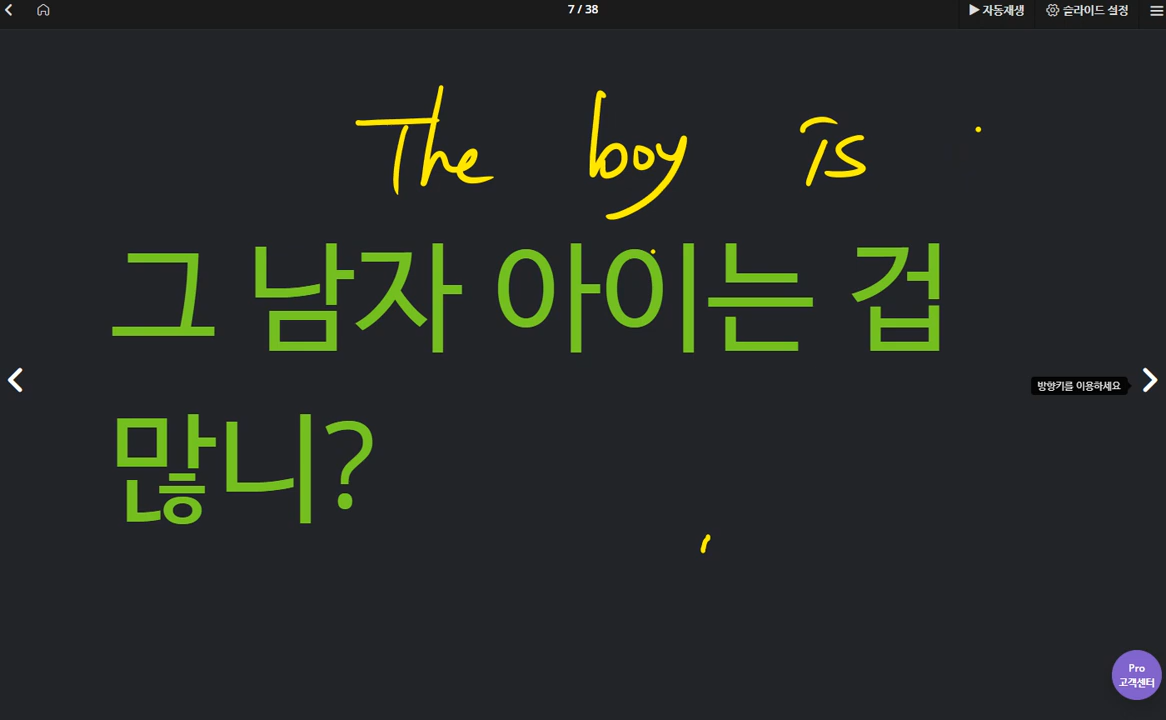 7 / 38
▶ 자동재생
슬라이드 설정
The boy is
그 남자 아이는 겁
많니?
방향키를 이용하세요
Pro
고객센터